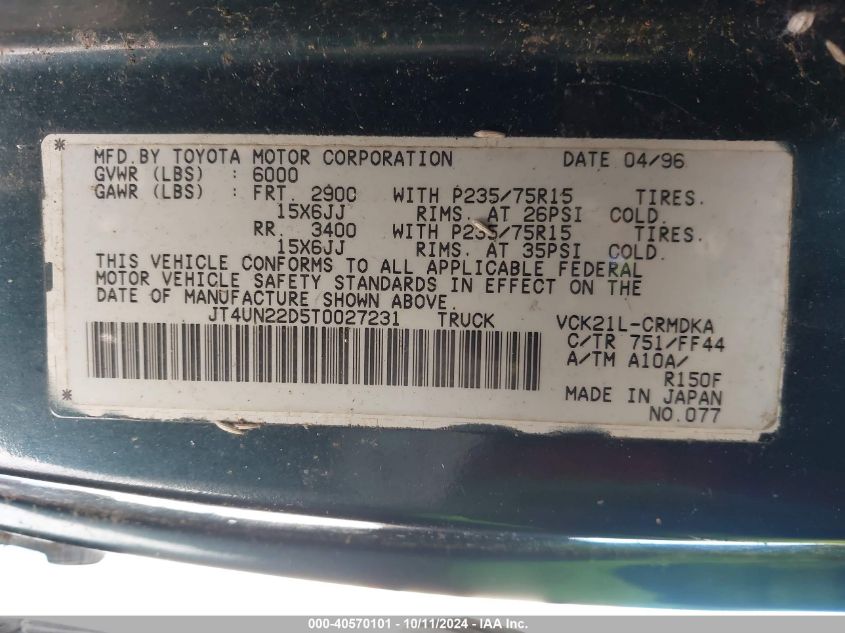 * MFD.BY TOYOTA MOTOR CORPORATION DATE 04/96
GVWR (LBS) : 6000
GAWR (LBS) : FRT. 2900 WITH P235/75R15 TIRES.
15X6JJ RIMS. AT 26PSI COLD.
RR. 3400 WITH P235/75R15 TIRES.
15X6JJ RIMS. AT 35PSI COLD.
THIS VEHICLE CONFORMS TO ALL APPLICABLE FEDERAL
MOTOR VEHICLE SAFETY STANDARDS IN EFFECT ON THE
DATE OF MANUFACTURE SHOWN ABOVE.
JT4UN22D5T0027231 TRUCK VCK21L-CRMDKA
C/TR 751/FF44
A/TM A10A/
R150F
* MADE IN JAPAN
NO.077
000-40570101 - 10/11/2024 - IAA Inc.